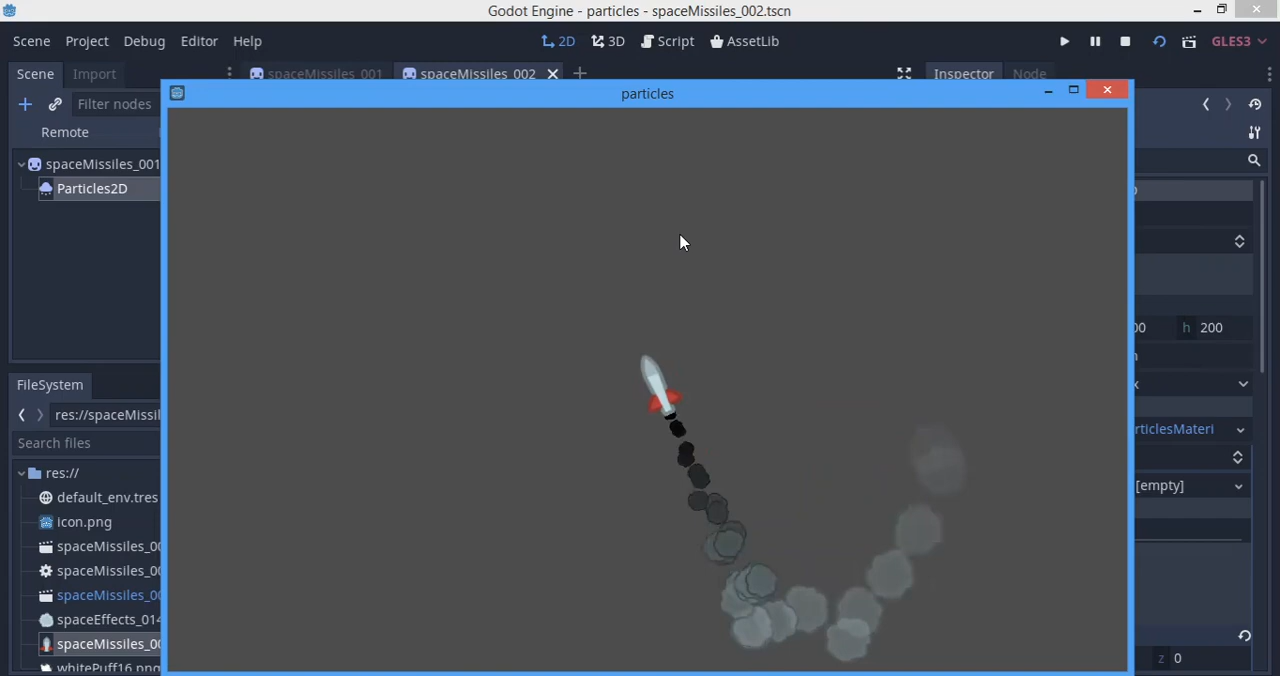 Godot Engine - particles - spaceMissiles_002.tscn
Scene Project Debug Editor Help 2D 3D Script AssetLib GLES3
Scene Import spaceMissiles_001 spaceMissiles_002 Inspector Node
particles
Filter nodes
Remote
spaceMissiles_001
Particles2D
h 200
FileSystem
res://spaceMissil
rticlesMateri
Search files
res://
[empty]
default_env.tres
icon.png
spaceMissiles_00
spaceMissiles_00
spaceMissiles_00
spaceEffects_014
spaceMissiles_00
z 0
whitePuff16.png